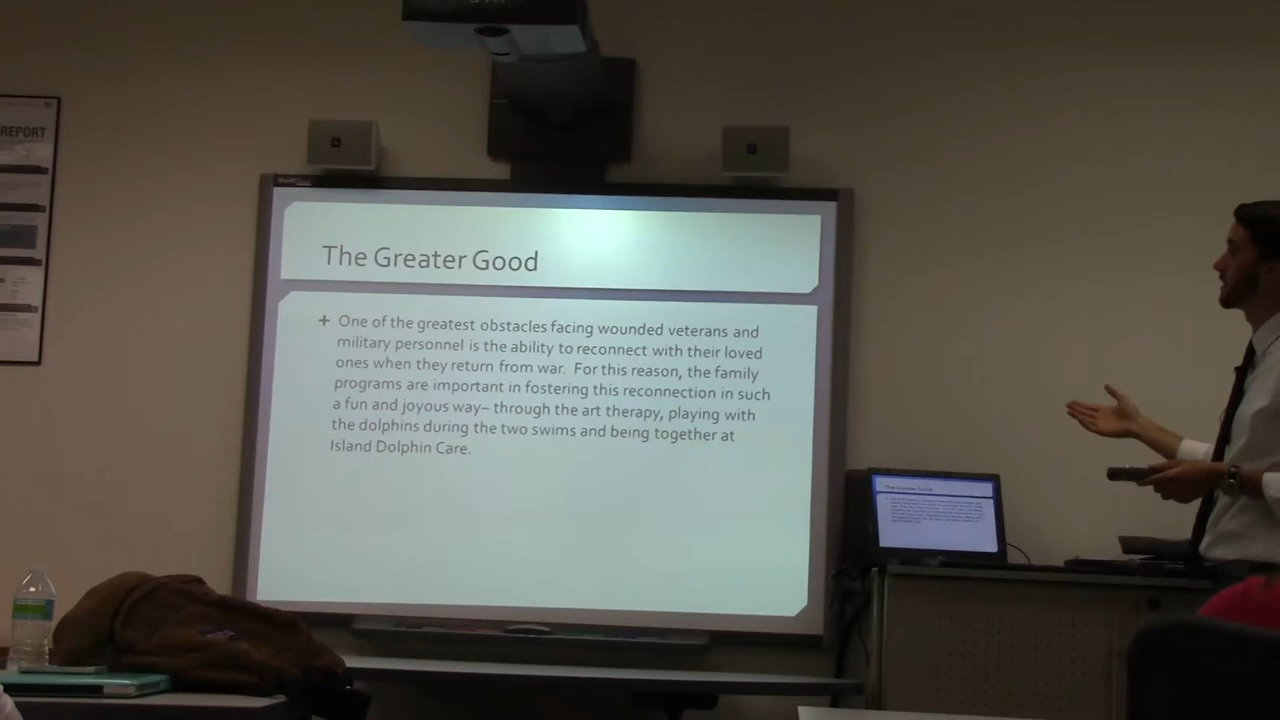 REPORT
The Greater Good
+ One of the greatest obstacles facing wounded veterans and
military personnel is the ability to reconnect with their loved
ones when they return from war. For this reason, the family
programs are important in fostering this reconnection in such
a fun and joyous way– through the art therapy, playing with
the dolphins during the two swims and being together at
Island Dolphin Care.
The Greater Good